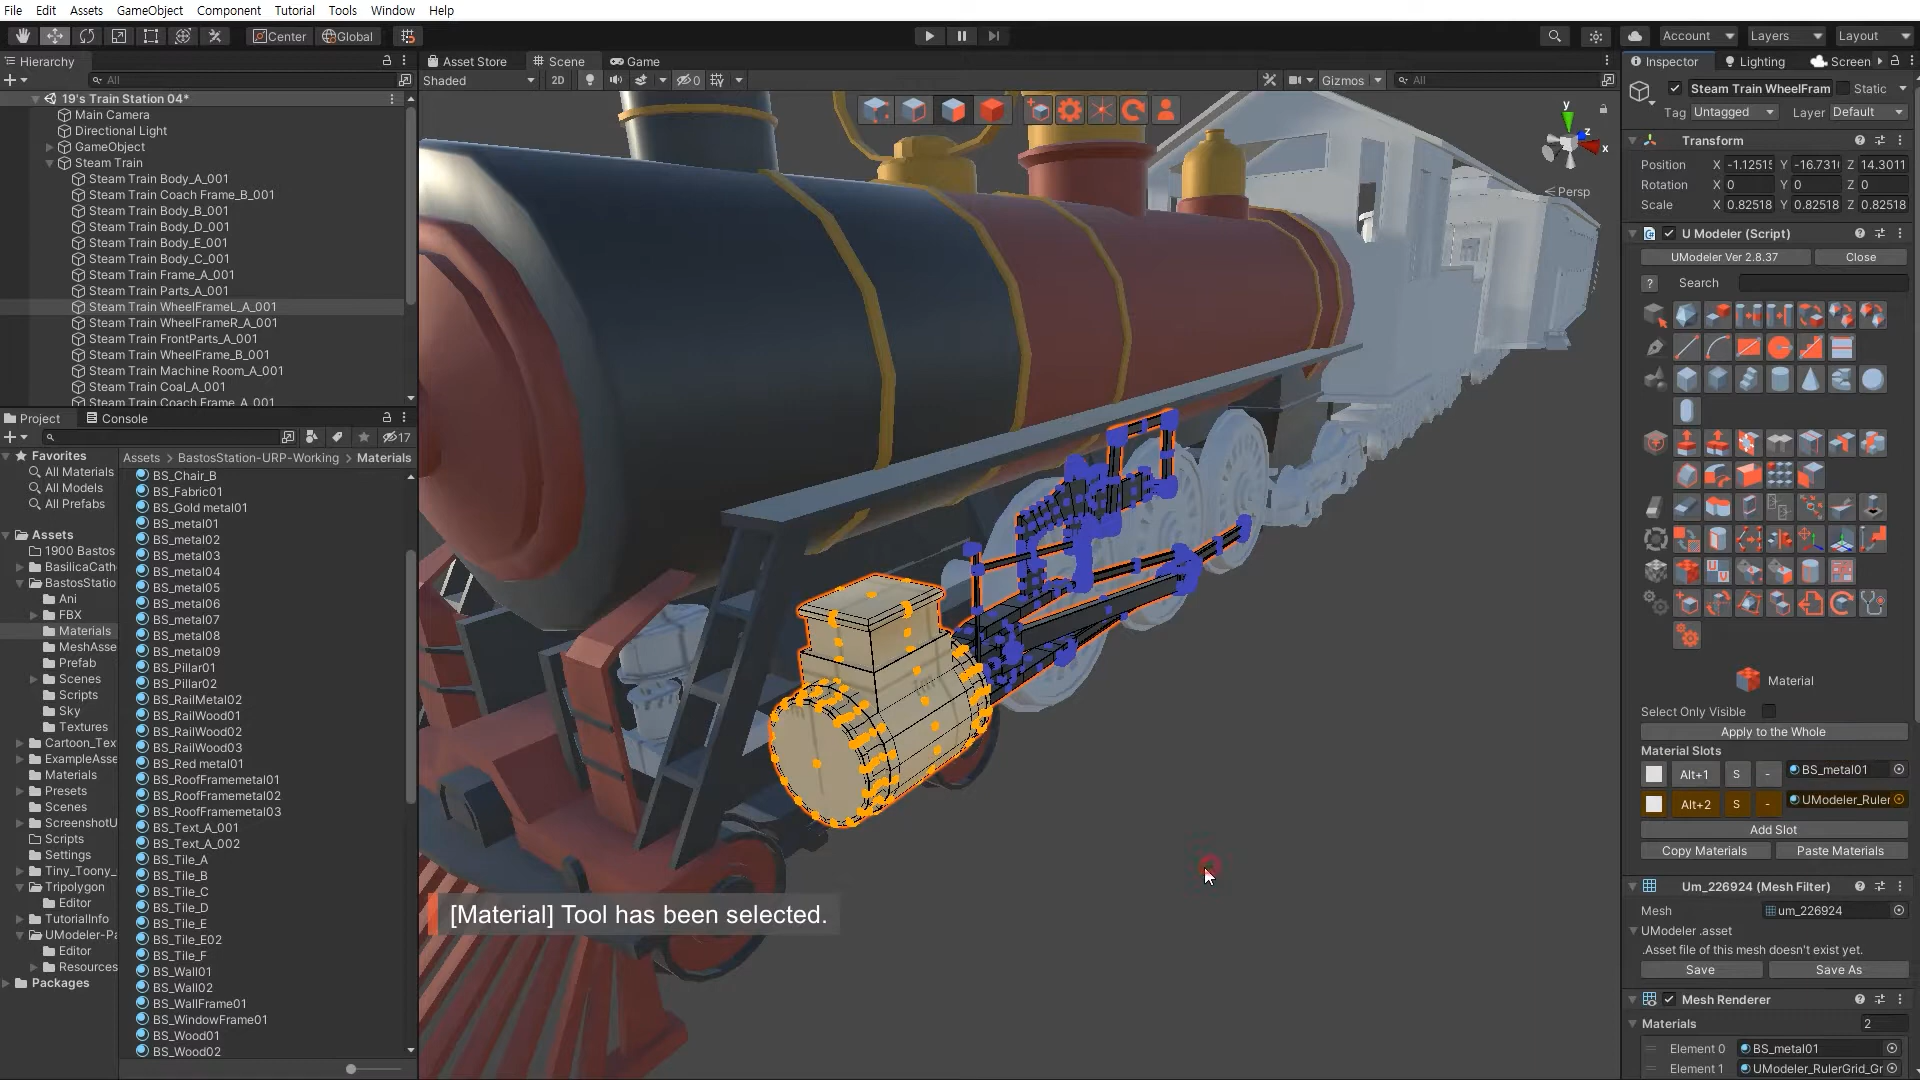 File Edit Assets GameObject Component Tutorial Tools Window Help
Center Global Account Layers Layout
Hierarchy
All
19's Train Station 04*
Main Camera
Directional Light
GameObject
Steam Train
Steam Train Body_A_001
Steam Train Coach Frame_B_001
Steam Train Body_B_001
Steam Train Body_D_001
Steam Train Body_E_001
Steam Train Body_C_001
Steam Train Frame_A_001
Steam Train Parts_A_001
Steam Train WheelFrameL_A_001
Steam Train WheelFrameR_A_001
Steam Train FrontParts_A_001
Steam Train WheelFrame_B_001
Steam Train Machine Room_A_001
Steam Train Coal_A_001
Steam Train Coach Frame_A_001
Project Console
17
Favorites
All Materials
All Models
All Prefabs
Assets
1900 Bastos
BasilicaCath
BastosStatio
Ani
FBX
Materials
MeshAsse
Prefab
Scenes
Scripts
Sky
Textures
Cartoon_Tex
ExampleAsse
Materials
Presets
Scenes
ScreenshotU
Scripts
Settings
Tiny_Toony_
Tripolygon
Editor
TutorialInfo
UModeler-Pa
Editor
Resources
Packages
Assets > BastosStation-URP-Working > Materials
BS_Chair_B
BS_Fabric01
BS_Gold metal01
BS_metal01
BS_metal02
BS_metal03
BS_metal04
BS_metal05
BS_metal06
BS_metal07
BS_metal08
BS_metal09
BS_Pillar01
BS_Pillar02
BS_RailMetal02
BS_RailWood01
BS_RailWood02
BS_RailWood03
BS_Red metal01
BS_RoofFramemetal01
BS_RoofFramemetal02
BS_RoofFramemetal03
BS_Text_A_001
BS_Text_A_002
BS_Tile_A
BS_Tile_B
BS_Tile_C
BS_Tile_D
BS_Tile_E
BS_Tile_E02
BS_Tile_F
BS_Wall01
BS_Wall02
BS_WallFrame01
BS_WindowFrame01
BS_Wood01
BS_Wood02
Asset Store Scene Game
Shaded 2D 0 Gizmos All
y
z
x
Persp
[Material] Tool has been selected.
Inspector Lighting Screen
Steam Train WheelFram Static
Tag Untagged Layer Default
Transform
Position X -1.1251 Y -16.731 Z 14.3011
Rotation X 0 Y 0 Z 0
Scale X 0.82518 Y 0.82518 Z 0.82518
U Modeler (Script)
UModeler Ver 2.8.37 Close
? Search
Material
Select Only Visible
Apply to the Whole
Material Slots
Alt+1 S - BS_metal01
Alt+2 S - UModeler_Ruler
Add Slot
Copy Materials Paste Materials
Um_226924 (Mesh Filter)
Mesh um_226924
UModeler .asset
.Asset file of this mesh doesn't exist yet.
Save Save As
Mesh Renderer
Materials 2
Element 0 BS_metal01
Element 1 UModeler_RulerGrid_Gr